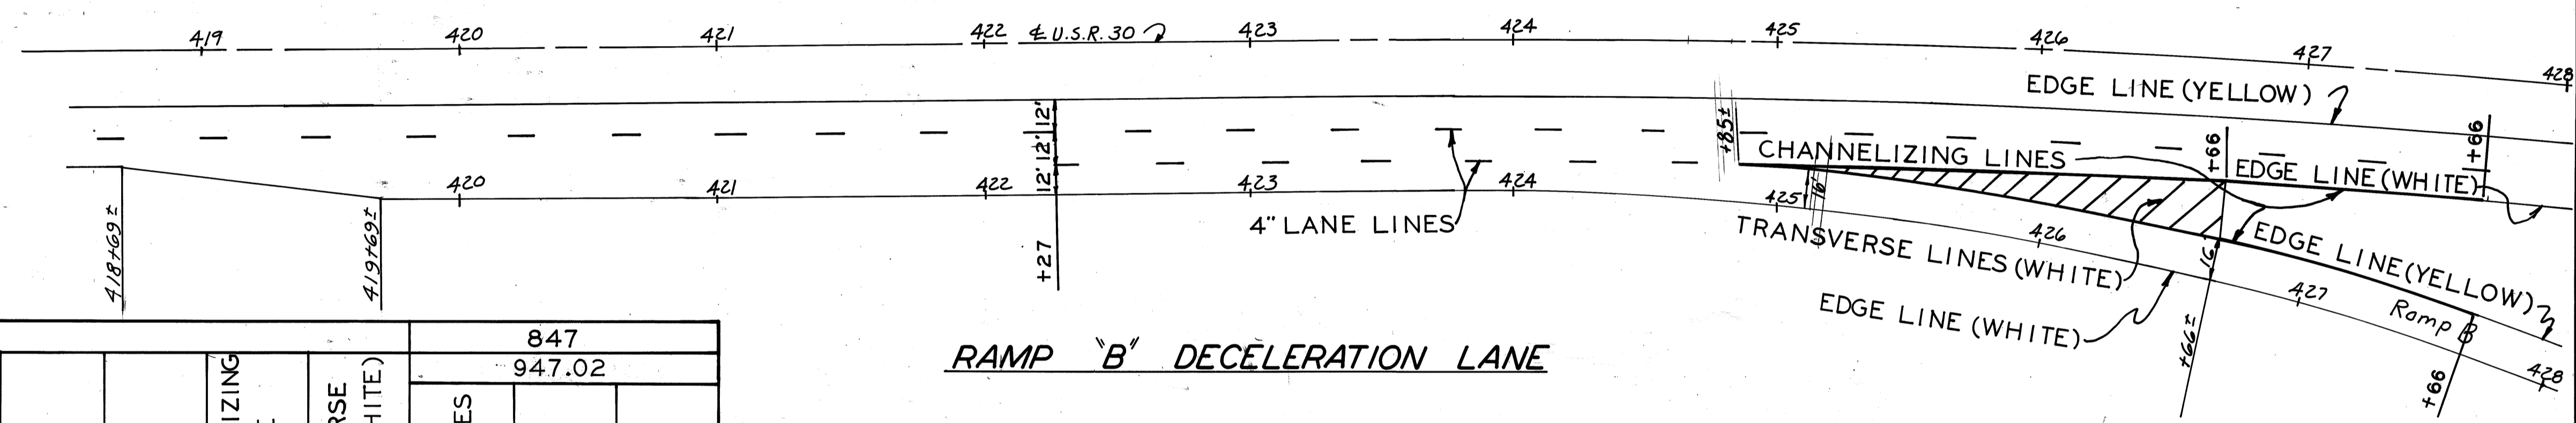 419 420 421 422 ℄ U.S.R. 30 423 424 425 426 427 428
EDGE LINE (YELLOW)
12'
12'
12'
+85±
CHANNELIZING LINES
+66
EDGE LINE (WHITE)
+66
420 421 422 423 424 425 426 427 428
16'
4" LANE LINES
TRANSVERSE LINES (WHITE)
16'
EDGE LINE (YELLOW)
418+69±
419+69±
+27
EDGE LINE (WHITE)
+66±
Ramp B
+66
RAMP "B" DECELERATION LANE
847
947.02
IZING
RSE
HITE)
ES